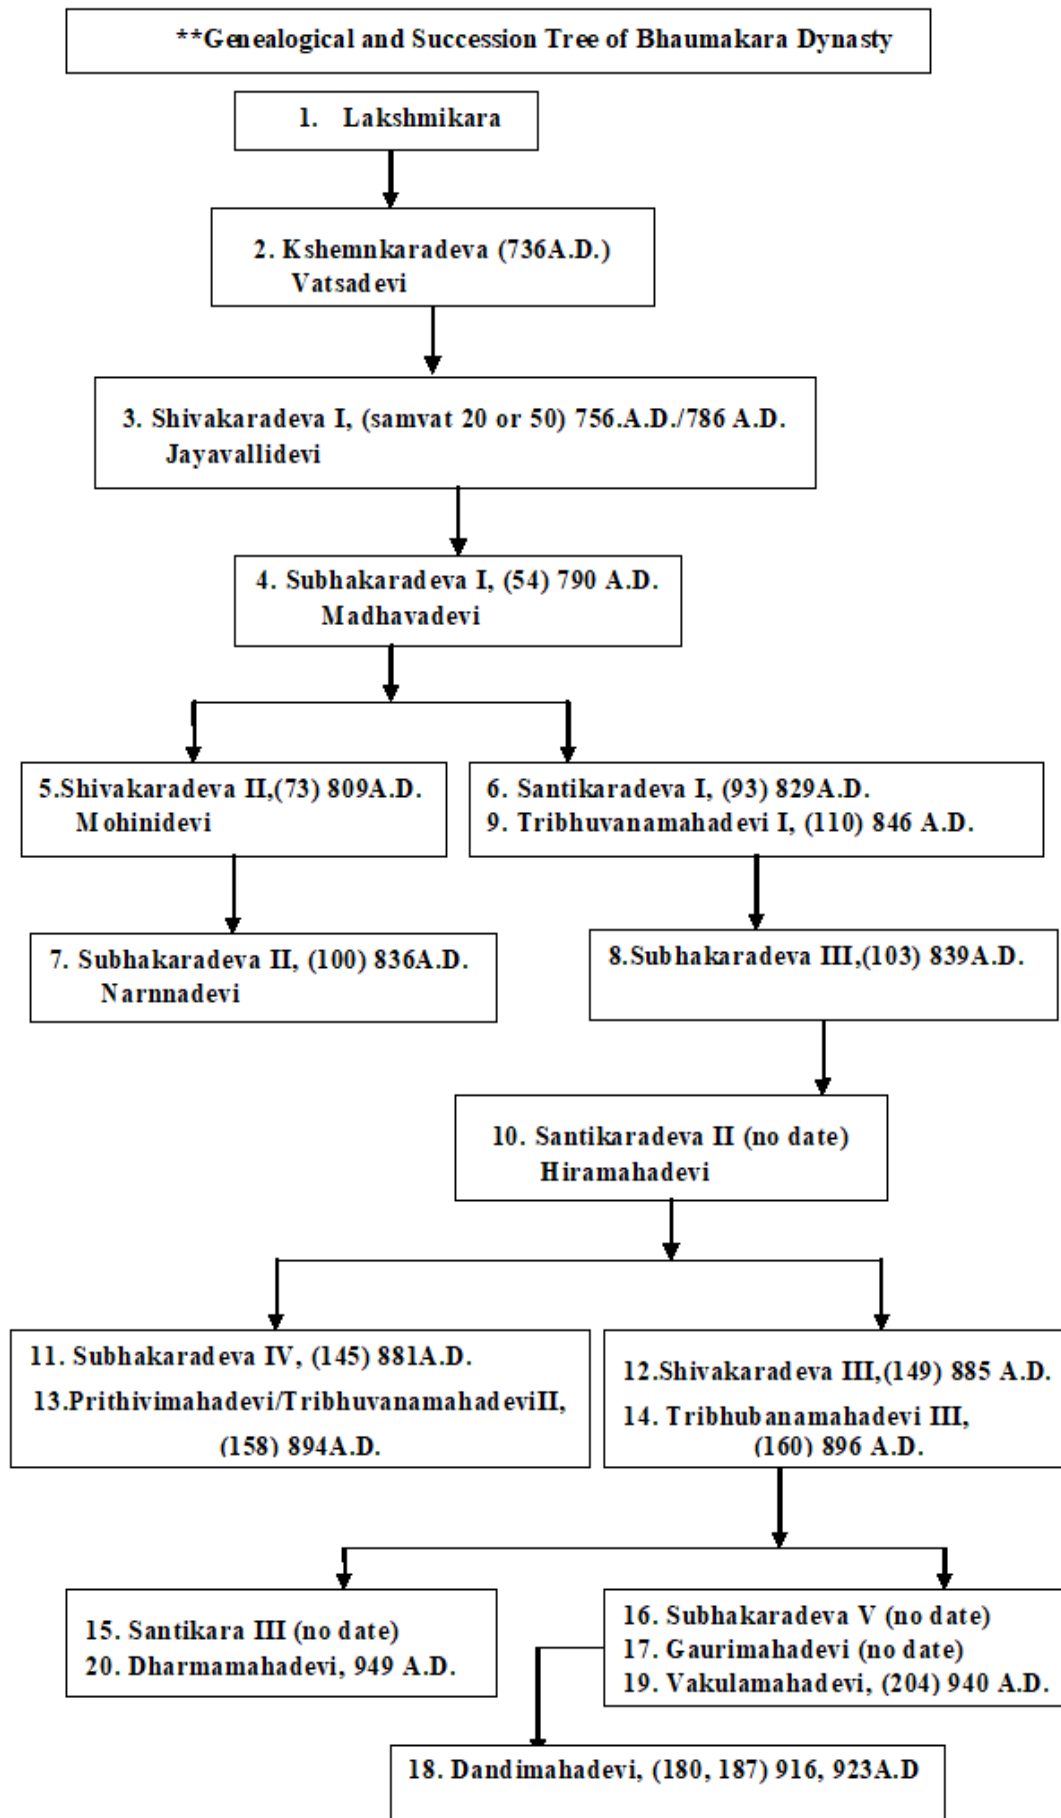 **Genealogical and Succession Tree of Bhaumakara Dynasty
1. Lakshmikara
2. Kshemnkaradeva (736A.D.)
Vatsadevi
3. Shivakaradeva I, (samvat 20 or 50) 756.A.D./786 A.D.
Jayavallidevi
4. Subhakaradeva I, (54) 790 A.D.
Madhavadevi
5.Shivakaradeva II,(73) 809A.D.
Mohinidevi
6. Santikaradeva I, (93) 829A.D.
9. Tribhuvanamahadevi I, (110) 846 A.D.
7. Subhakaradeva II, (100) 836A.D.
Narnnadevi
8.Subhakaradeva III,(103) 839A.D.
10. Santikaradeva II (no date)
Hiramahadevi
11. Subhakaradeva IV, (145) 881A.D.
13.Prithivimahadevi/TribhuvanamahadeviII,
(158) 894A.D.
12.Shivakaradeva III,(149) 885 A.D.
14. Tribhubanamahadevi III,
(160) 896 A.D.
15. Santikara III (no date)
20. Dharmamahadevi, 949 A.D.
16. Subhakaradeva V (no date)
17. Gaurimahadevi (no date)
19. Vakulamahadevi, (204) 940 A.D.
18. Dandimahadevi, (180, 187) 916, 923A.D